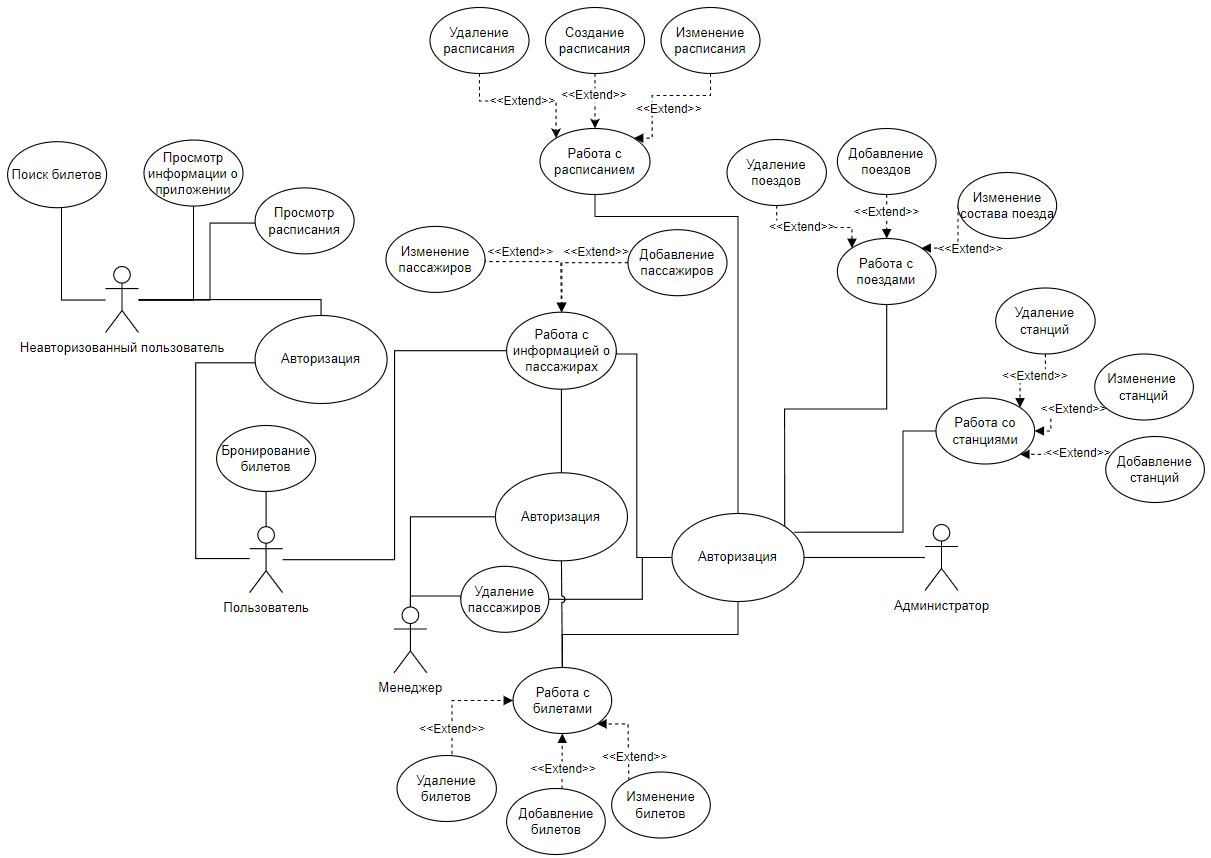 Удаление
расписания
Создание
расписания
Изменение
расписания
<<Extend>>
<<Extend>>
<<Extend>>
Работа с
расписанием
Поиск билетов
Просмотр
информации о
приложении
Просмотр
расписания
Удаление
поездов
Добавление
поездов
Изменение
состава поезда
<<Extend>>
<<Extend>>
<<Extend>>
Работа с
поездами
Изменение
пассажиров
<<Extend>>
<<Extend>>
Добавление
пассажиров
Неавторизованный пользователь
Авторизация
Работа с
информацией о
пассажирах
Удаление
станций
<<Extend>>
Изменение
станций
<<Extend>>
Работа со
станциями
<<Extend>>
Добавление
станций
Бронирование
билетов
Пользователь
Авторизация
Авторизация
Администратор
Удаление
пассажиров
Менеджер
Работа с
билетами
<<Extend>>
<<Extend>>
<<Extend>>
Удаление
билетов
Добавление
билетов
Изменение
билетов